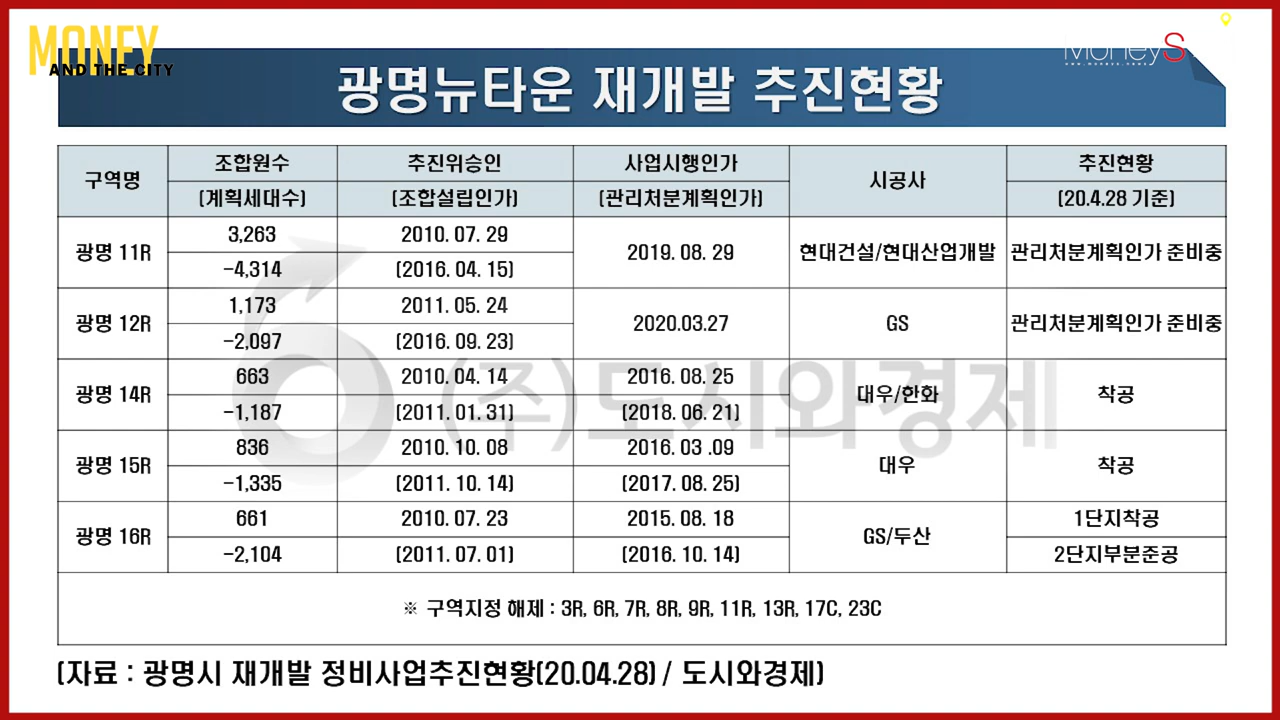 MONEY
AND THE CITY
MoneyS
광명뉴타운 재개발 추진현황
구역명 조합원수 추진위승인 사업시행인가 시공사 추진현황
(계획세대수) (조합설립인가) (관리처분계획인가) (20.4.28 기준)
광명 11R 3,263 2010. 07. 29 2019. 08. 29 현대건설/현대산업개발 관리처분계획인가 준비중
-4,314 (2016. 04. 15)
광명 12R 1,173 2011. 05. 24 2020.03.27 GS 관리처분계획인가 준비중
-2,097 (2016. 09. 23)
광명 14R 663 2010. 04. 14 2016. 08. 25 대우/한화 착공
-1,187 (2011. 01. 31) (2018. 06. 21)
광명 15R 836 2010. 10. 08 2016. 03 .09 대우 착공
-1,335 (2011. 10. 14) (2017. 08. 25)
광명 16R 661 2010. 07. 23 2015. 08. 18 GS/두산 1단지착공
-2,104 (2011. 07. 01) (2016. 10. 14) 2단지부분준공
(주)도시와경제
※ 구역지정 해제 : 3R, 6R, 7R, 8R, 9R, 11R, 13R, 17C, 23C
(자료 : 광명시 재개발 정비사업추진현황(20.04.28) / 도시와경제)